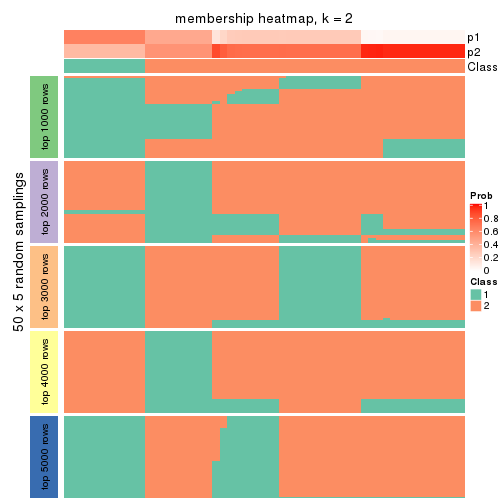 membership heatmap, k = 2
p1
p2
Class
50 x 5 random samplings
top 1000 rows
top 2000 rows
top 3000 rows
top 4000 rows
top 5000 rows
Prob
1
0.8
0.6
0.4
0.2
0
Class
1
2